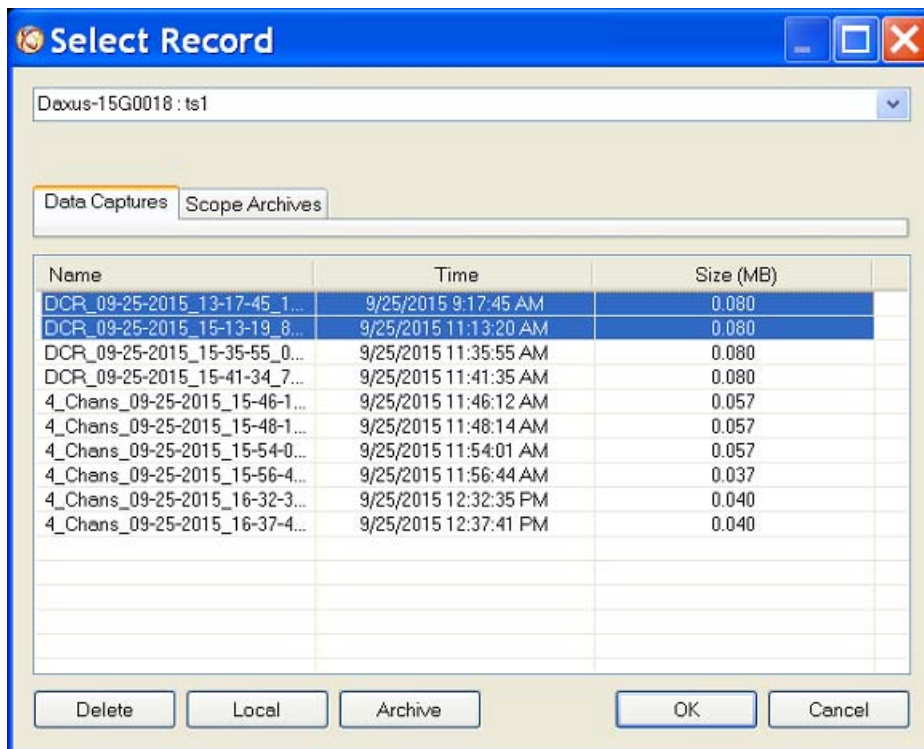 Select Record
Daxus-15G0018 : ts1
Data Captures Scope Archives
Name Time Size (MB)
DCR_09-25-2015_13-17-45_1... 9/25/2015 9:17:45 AM 0.080
DCR_09-25-2015_15-13-19_8... 9/25/2015 11:13:20 AM 0.080
DCR_09-25-2015_15-35-55_0... 9/25/2015 11:35:55 AM 0.080
DCR_09-25-2015_15-41-34_7... 9/25/2015 11:41:35 AM 0.080
4_Chans_09-25-2015_15-46-1... 9/25/2015 11:46:12 AM 0.057
4_Chans_09-25-2015_15-48-1... 9/25/2015 11:48:14 AM 0.057
4_Chans_09-25-2015_15-54-0... 9/25/2015 11:54:01 AM 0.057
4_Chans_09-25-2015_15-56-4... 9/25/2015 11:56:44 AM 0.037
4_Chans_09-25-2015_16-32-3... 9/25/2015 12:32:35 PM 0.040
4_Chans_09-25-2015_16-37-4... 9/25/2015 12:37:41 PM 0.040
Delete Local Archive OK Cancel